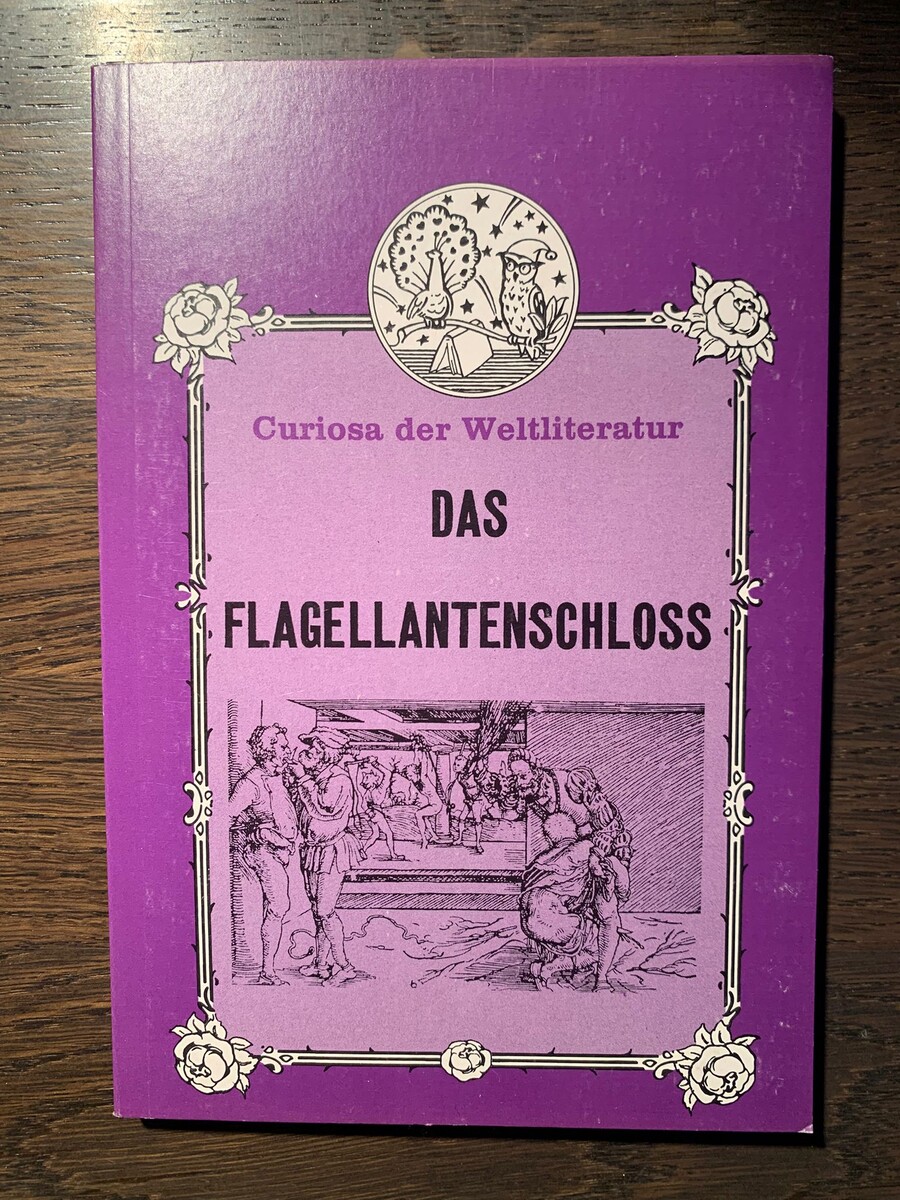 Curiosa der Weltliteratur
DAS
FLAGELLANTENSCHLOSS